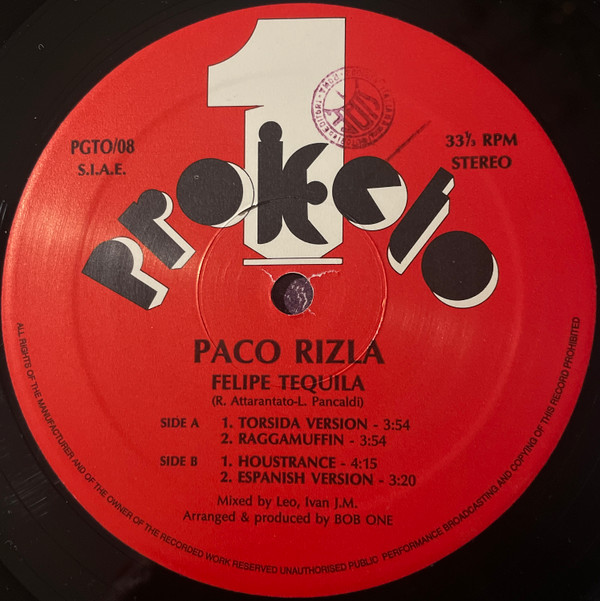 1
PGTO/08
S.I.A.E.
33⅓ RPM
STEREO
Projecto
PACO RIZLA
FELIPE TEQUILA
(R. Attarantato-L. Pancaldi)
SIDE A 1. TORSIDA VERSION - 3:54
2. RAGGAMUFFIN - 3:54
SIDE B 1. HOUSTRANCE - 4:15
2. ESPANISH VERSION - 3:20
Mixed by Leo, Ivan J.M.
Arranged & produced by BOB ONE
ALL RIGHTS OF THE MANUFACTURER AND OF THE OWNER OF THE RECORDED WORK RESERVED UNAUTHORISED PUBLIC PERFORMANCE BROADCASTING AND COPYING OF THIS RECORD PROHIBITED